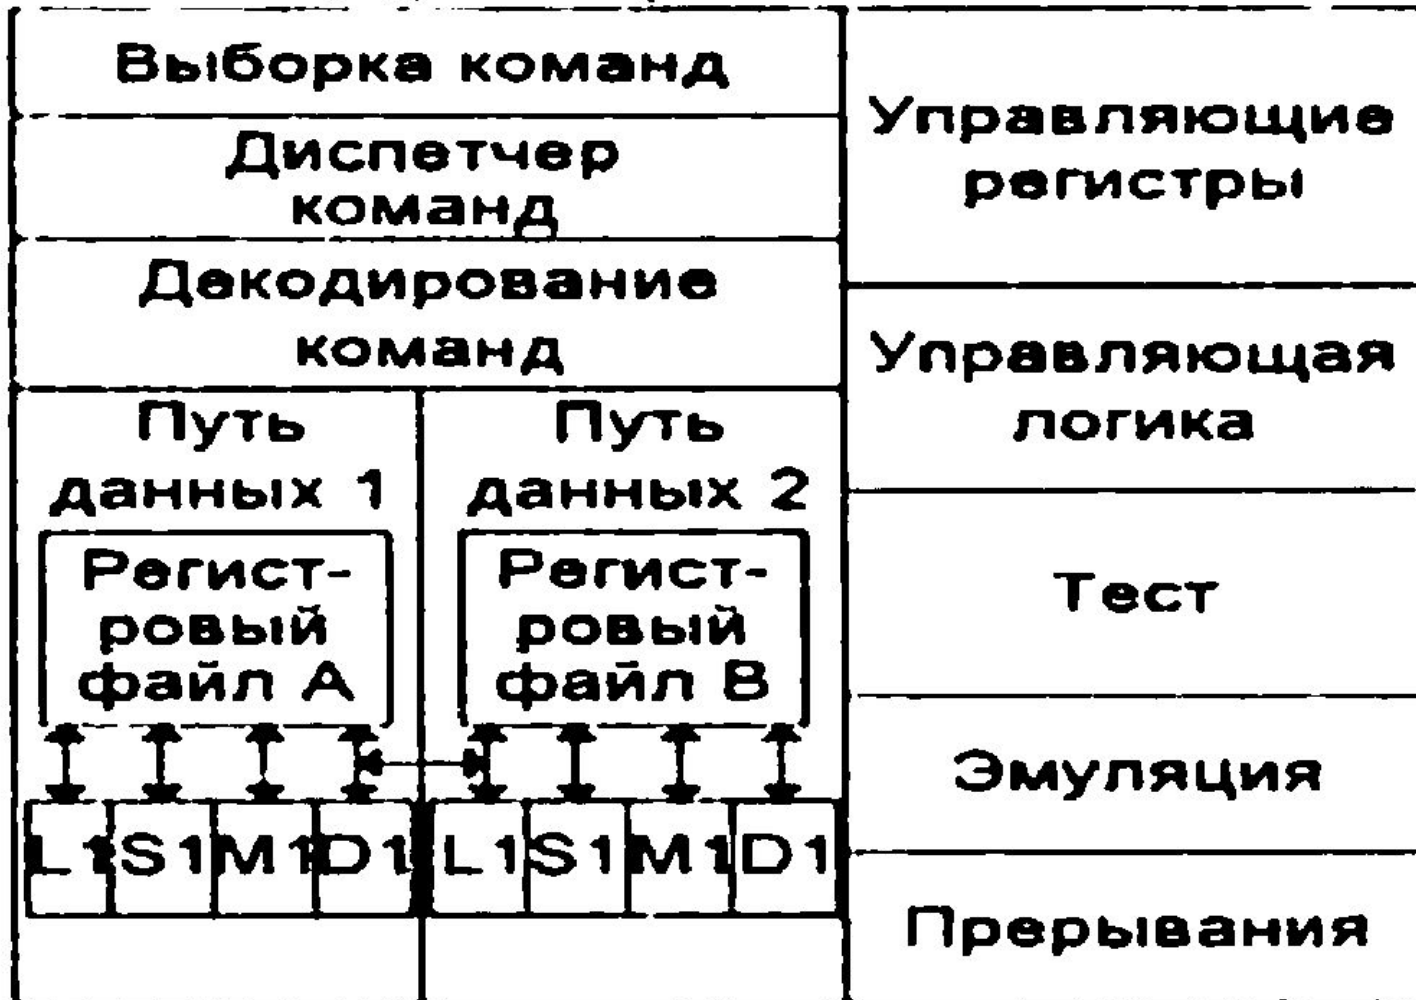 Выборка команд
Диспетчер
команд
Декодирование
команд
Путь
данных 1
Регист-
ровый
файл A
L1 S1 M1 D1
Путь
данных 2
Регист-
ровый
файл B
L1 S1 M1 D1
Управляющие
регистры
Управляющая
логика
Тест
Эмуляция
Прерывания